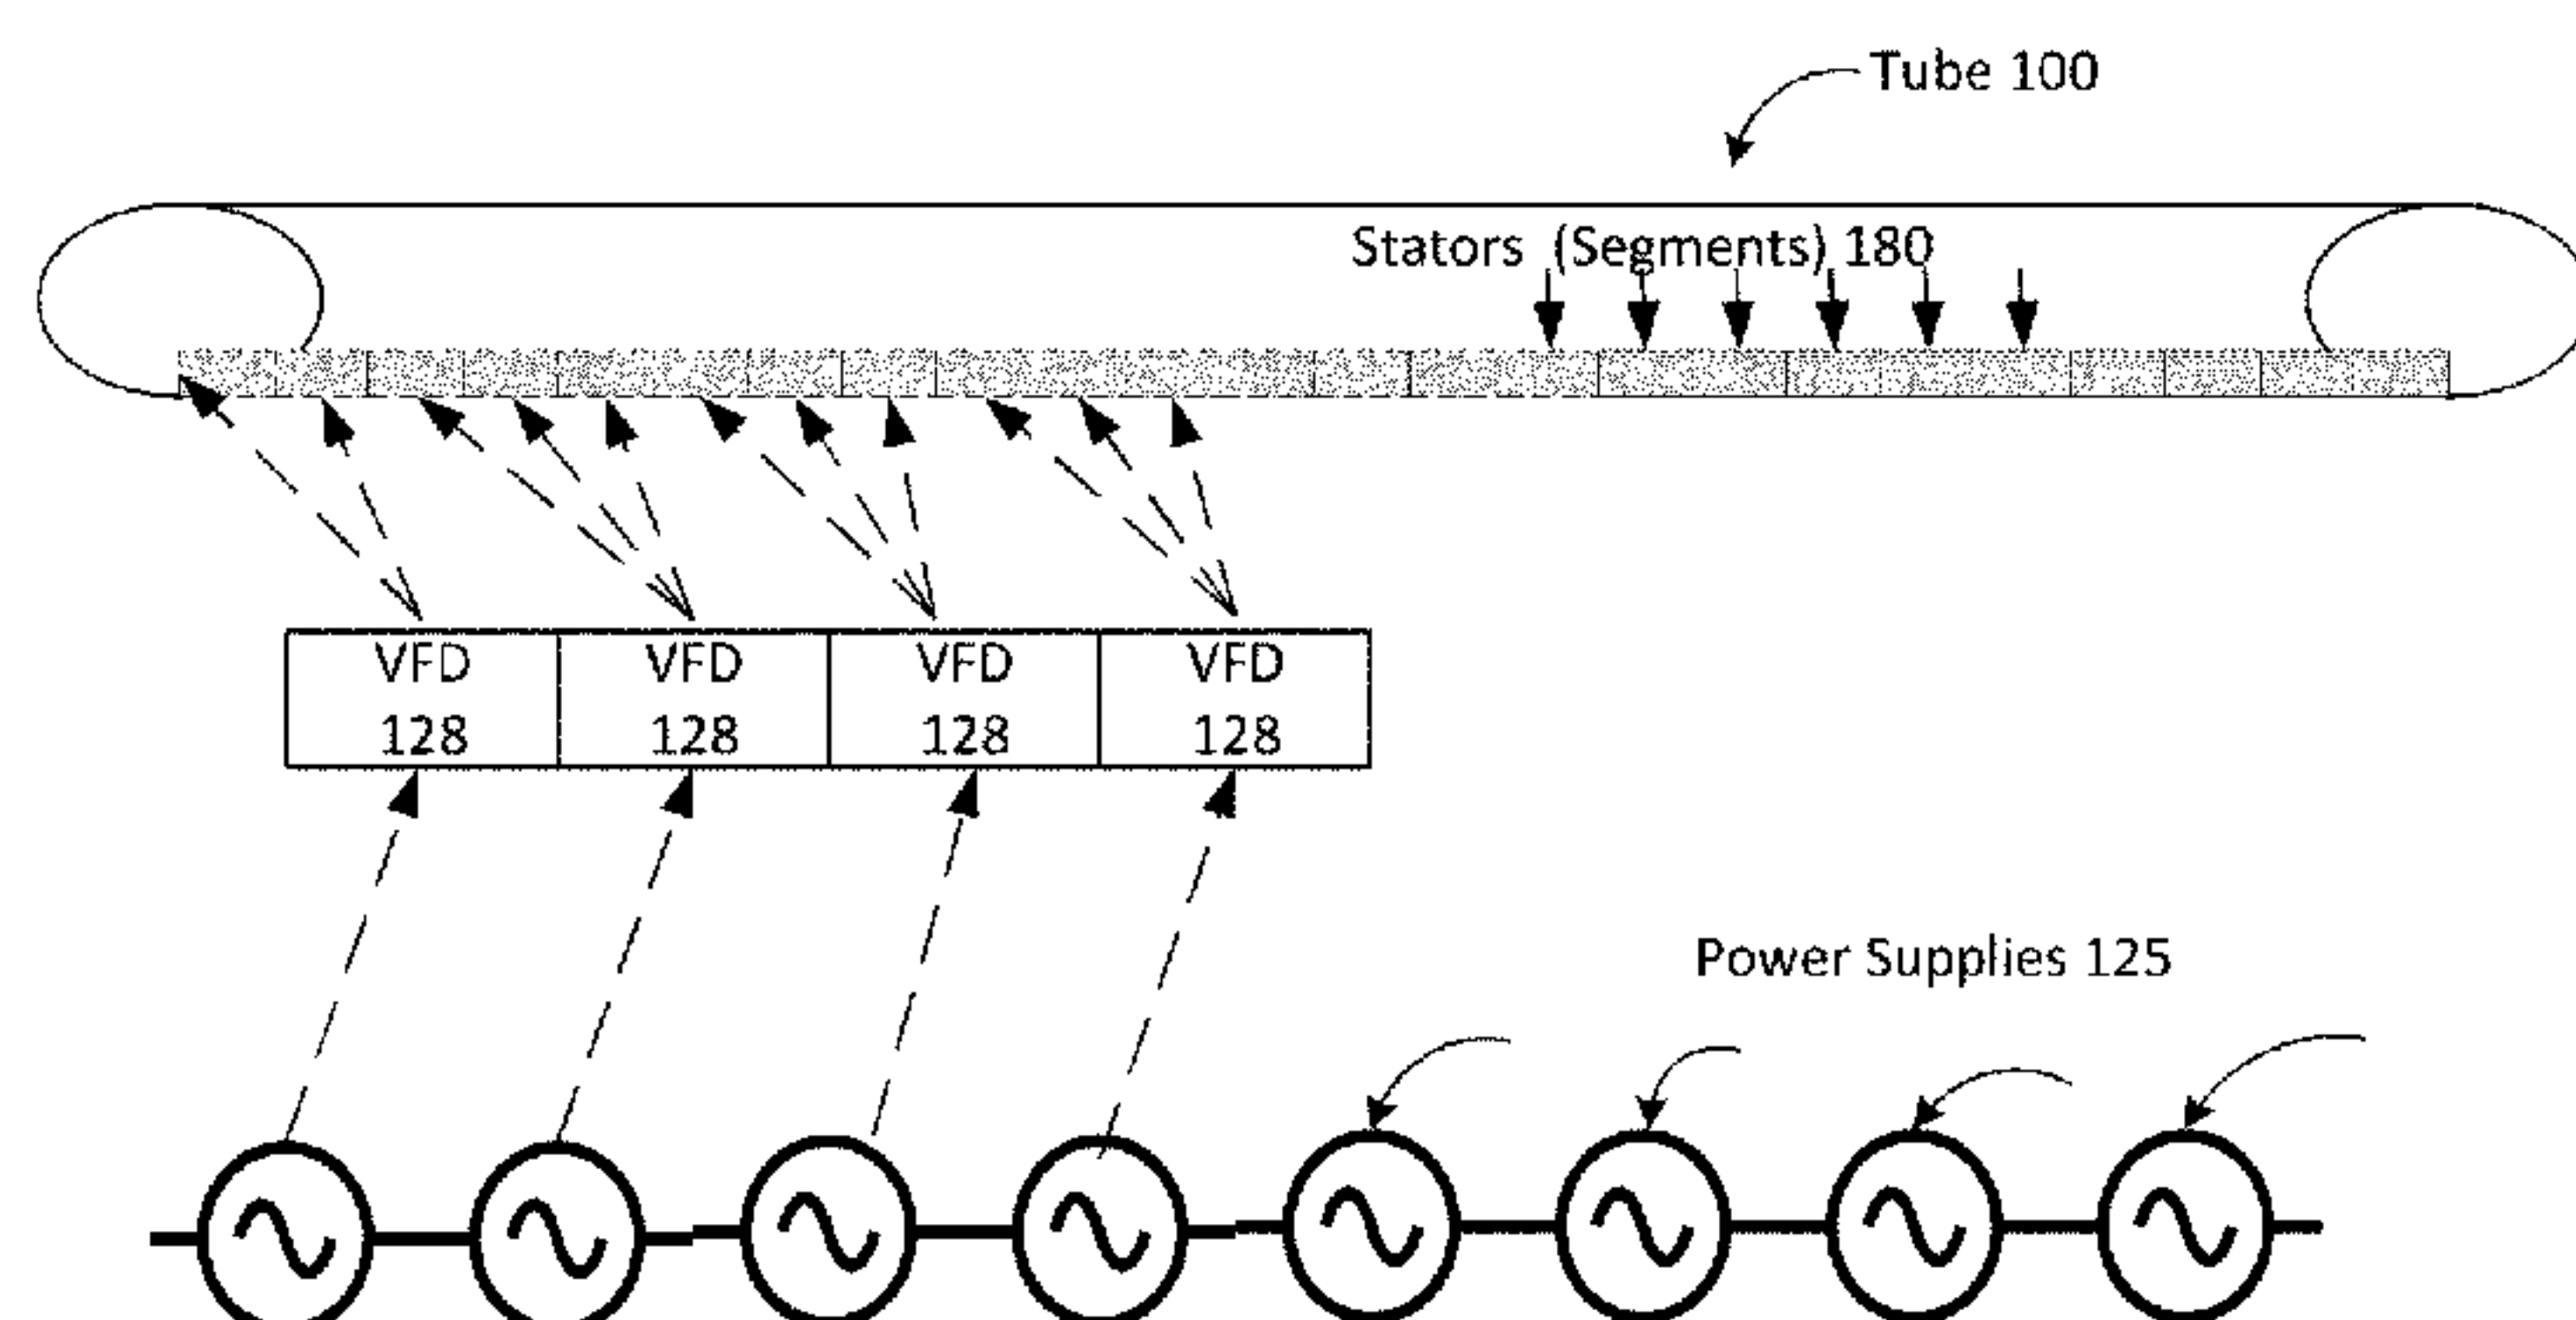 Tube 100
Stators (Segments) 180
VFD VFD VFD VFD
128 128 128 128
Power Supplies 125